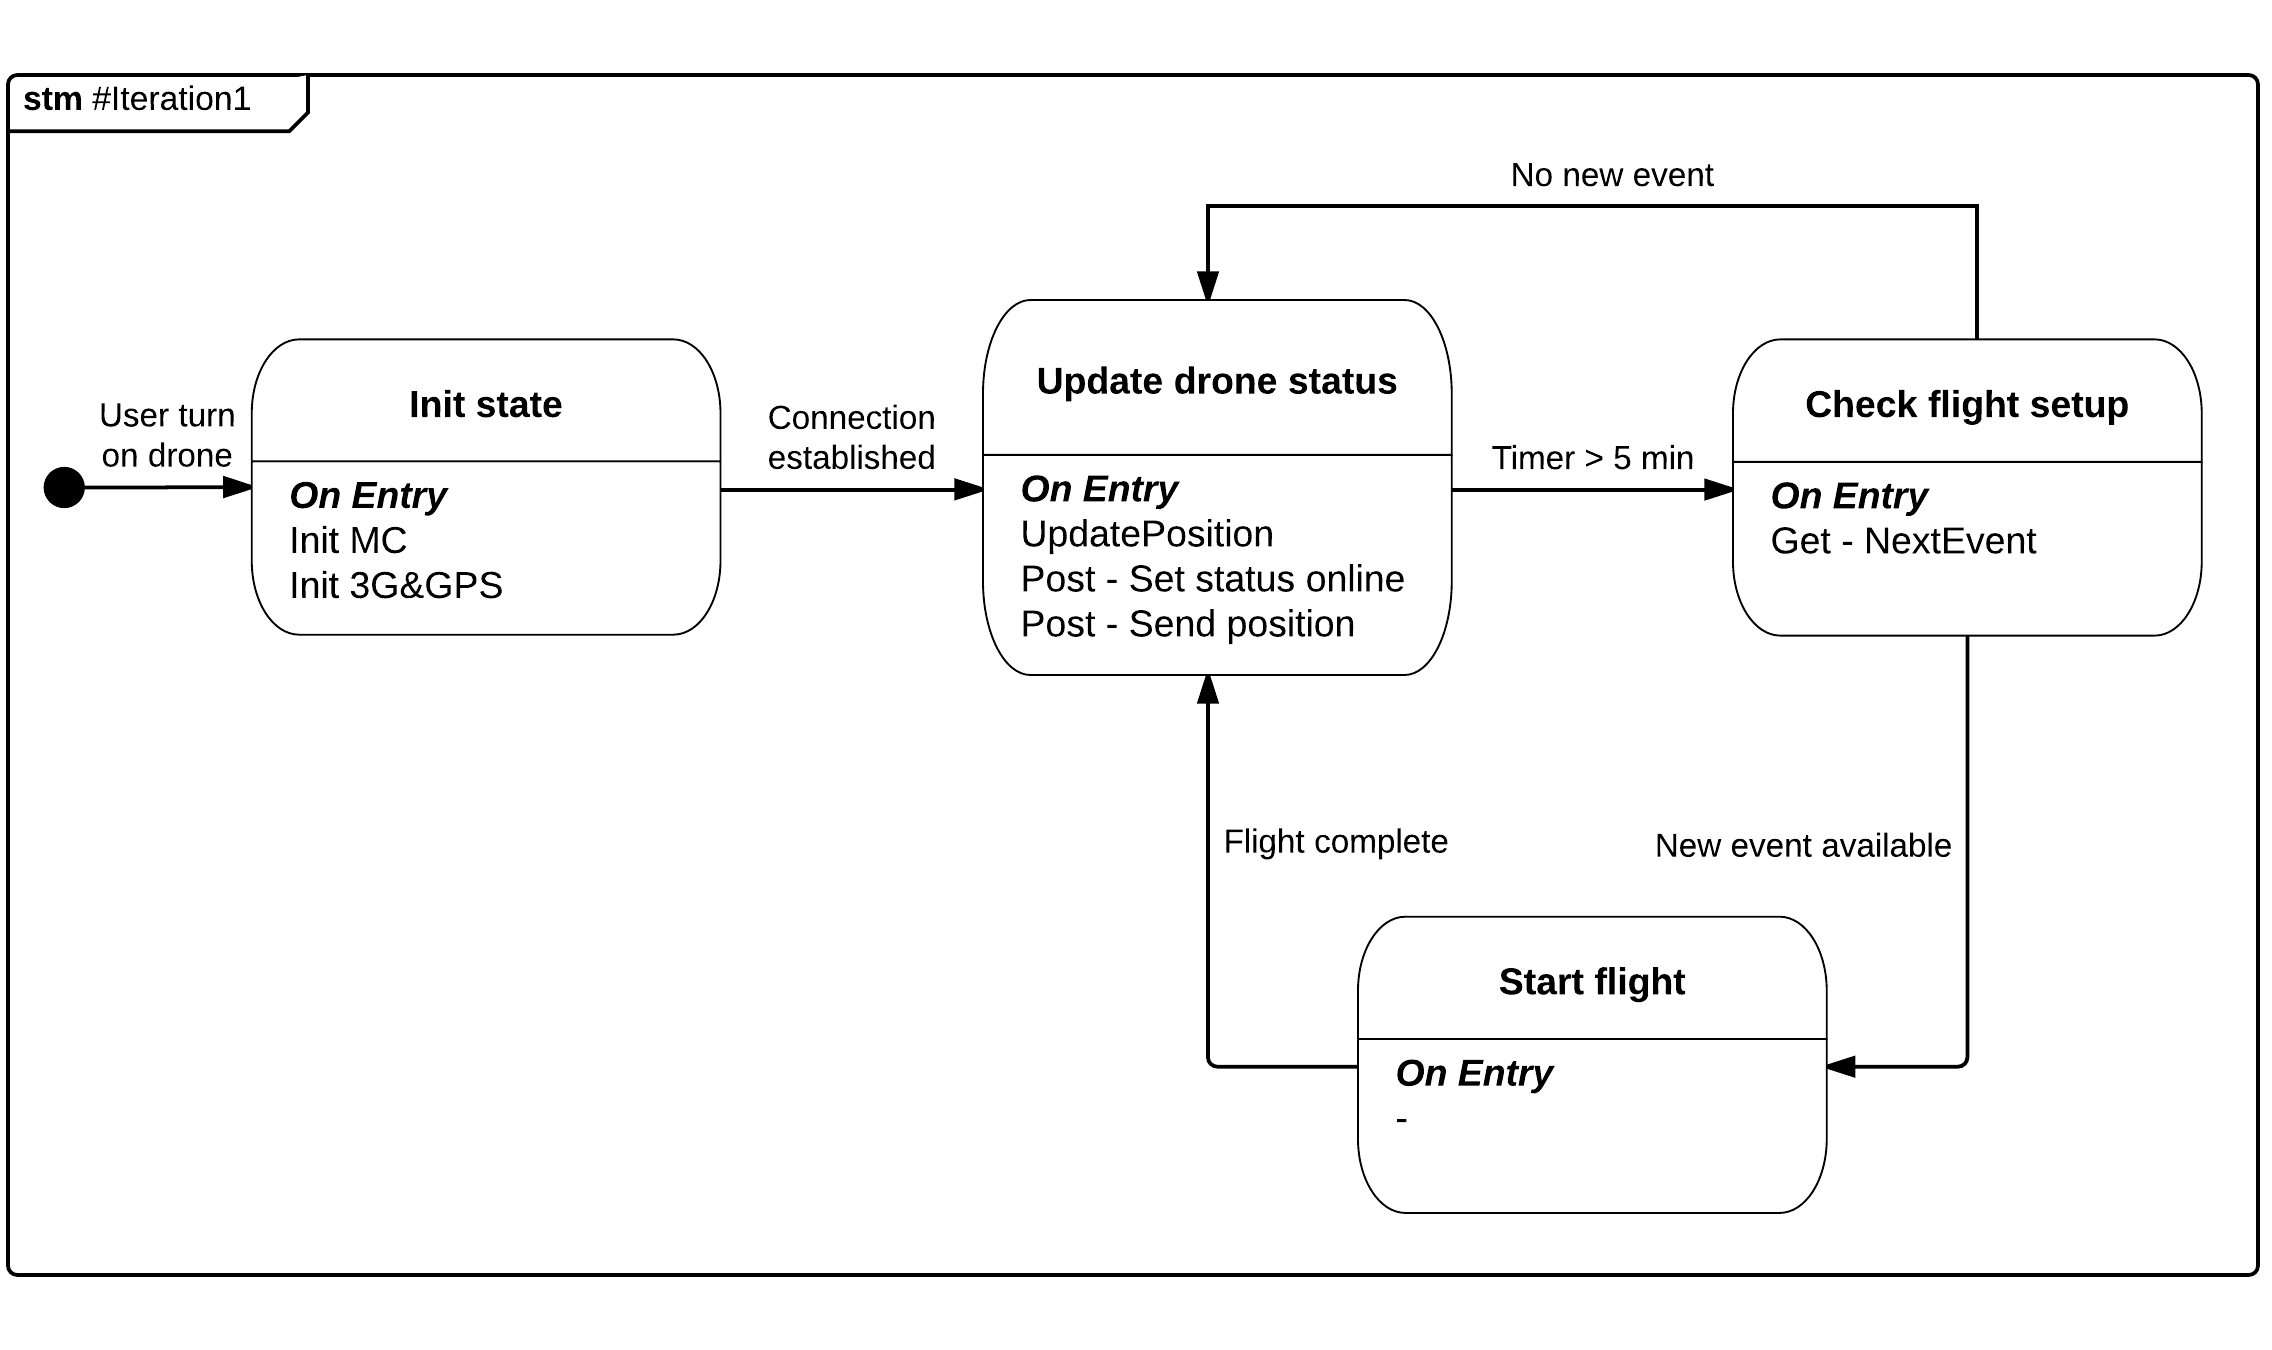 stm #Iteration1
No new event
User turn
on drone
Init state
On Entry
Init MC
Init 3G&GPS
Connection
established
Update drone status
On Entry
UpdatePosition
Post - Set status online
Post - Send position
Timer > 5 min
Check flight setup
On Entry
Get - NextEvent
Flight complete
New event available
Start flight
On Entry
-